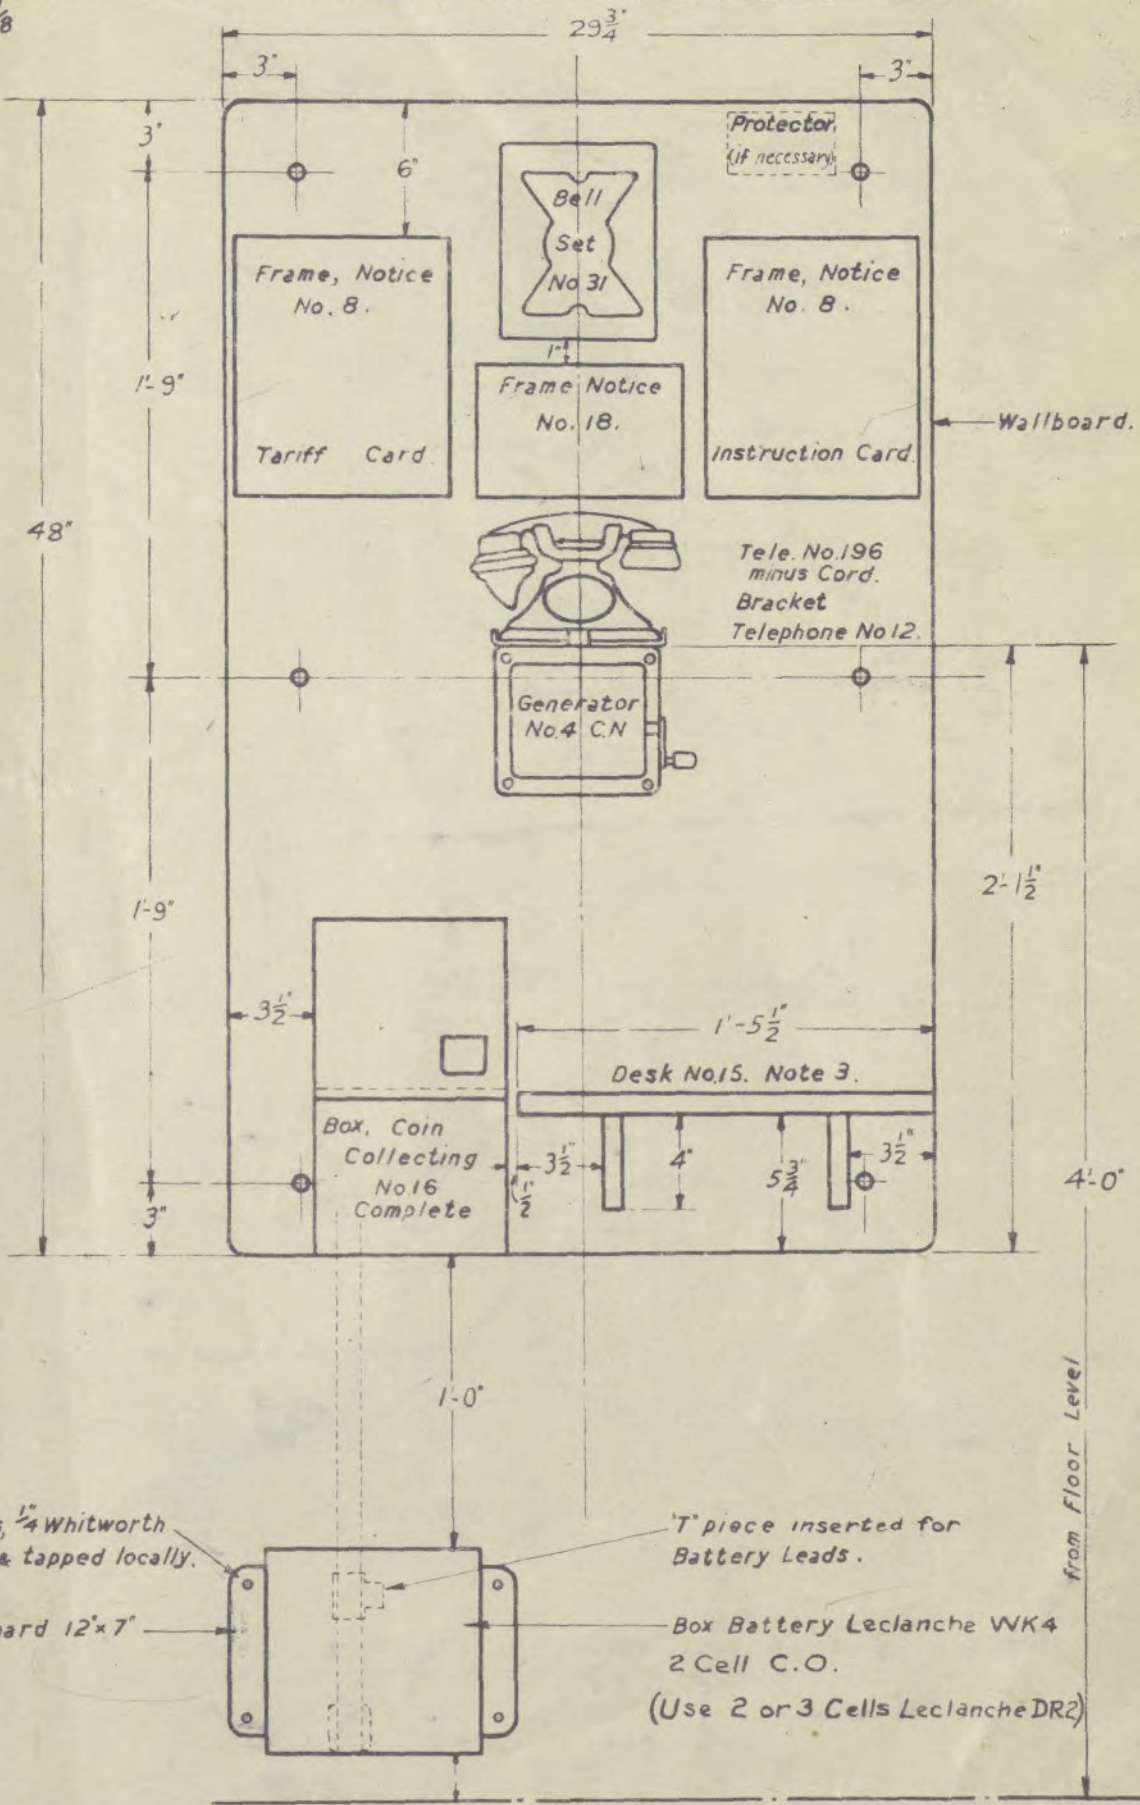 29 3/4"
3"
3"
3"
6"
Protector
(if necessary)
Bell
Set
No 31
Frame, Notice
No. 8.
Tariff Card.
Frame, Notice
No. 8.
Instruction Card.
1"
Frame Notice
No. 18.
Wallboard.
1'-9"
48"
Tele. No.196
minus Cord.
Bracket
Telephone No 12.
Generator
No.4 C.N
2'-1 1/2"
1'-9"
3 1/2"
1'-5 1/2"
Desk No.15. Note 3.
Box, Coin
Collecting
No.16
Complete
1/2"
3 1/2"
4"
5 3/4"
3 1/2"
4'-0"
3"
1'-0"
from Floor Level
1/4" Whitworth
& tapped locally.
'T' piece inserted for
Battery Leads.
12" x 7"
Box Battery Leclanche WK4
2 Cell C.O.
(Use 2 or 3 Cells Leclanche DR2)